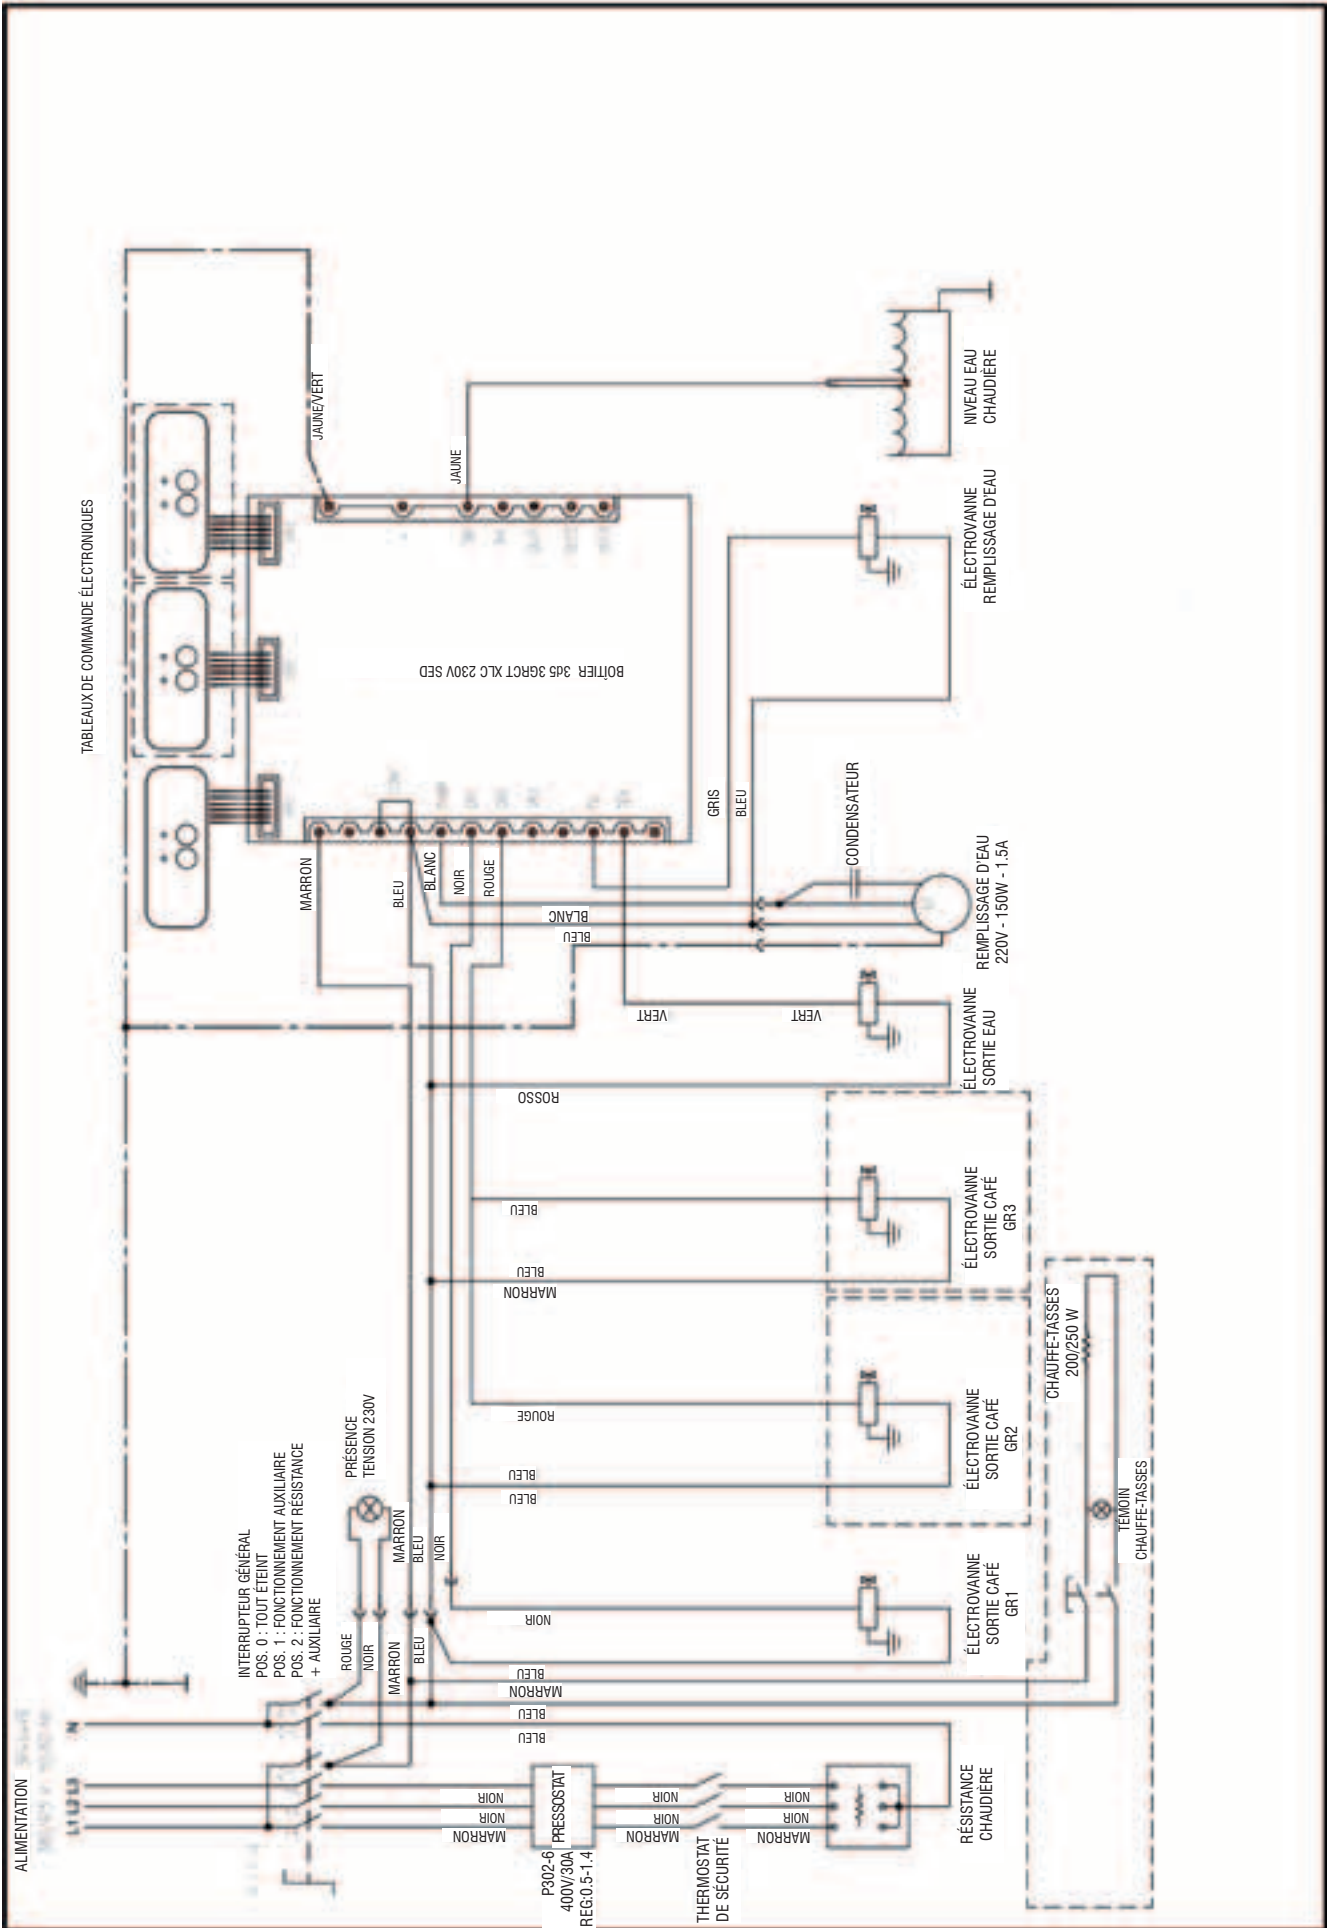 ALIMENTATION
L1 L2 L3
N
INTERRUPTEUR GÉNÉRAL
POS. 0 : TOUT ÉTEINT
POS. 1 : FONCTIONNEMENT AUXILIAIRE
POS. 2 : FONCTIONNEMENT RÉSISTANCE
+ AUXILIAIRE
PRÉSENCE
TENSION 230V
ROUGE
NOIR
MARRON
BLEU
MARRON
BLEU
NOIR
TABLEAUX DE COMMANDE ÉLECTRONIQUES
JAUNE/VERT
JAUNE
BOÎTIER 3d5 3GRCT XLC 230V SED
MARRON
BLEU
BLANC
NOIR
ROUGE
BLANC
BLEU
GRIS
BLEU
CONDENSATEUR
VERT
VERT
ROSSO
BLEU
BLEU
MARRON
ROUGE
BLEU
BLEU
NOIR
BLEU
MARRON
BLEU
BLEU
NOIR
NOIR
MARRON
P302-6
400V/30A
REG:0.5-1.4
PRESSOSTAT
NOIR
NOIR
MARRON
THERMOSTAT
DE SÉCURITÉ
NOIR
NOIR
MARRON
RÉSISTANCE
CHAUDIÈRE
ÉLECTROVANNE
SORTIE CAFÉ
GR1
ÉLECTROVANNE
SORTIE CAFÉ
GR2
ÉLECTROVANNE
SORTIE CAFÉ
GR3
ÉLECTROVANNE
SORTIE EAU
REMPLISSAGE D'EAU
220V - 150W - 1.5A
ÉLECTROVANNE
REMPLISSAGE D'EAU
NIVEAU EAU
CHAUDIÈRE
CHAUFFE-TASSES
200/250 W
TÉMOIN
CHAUFFE-TASSES